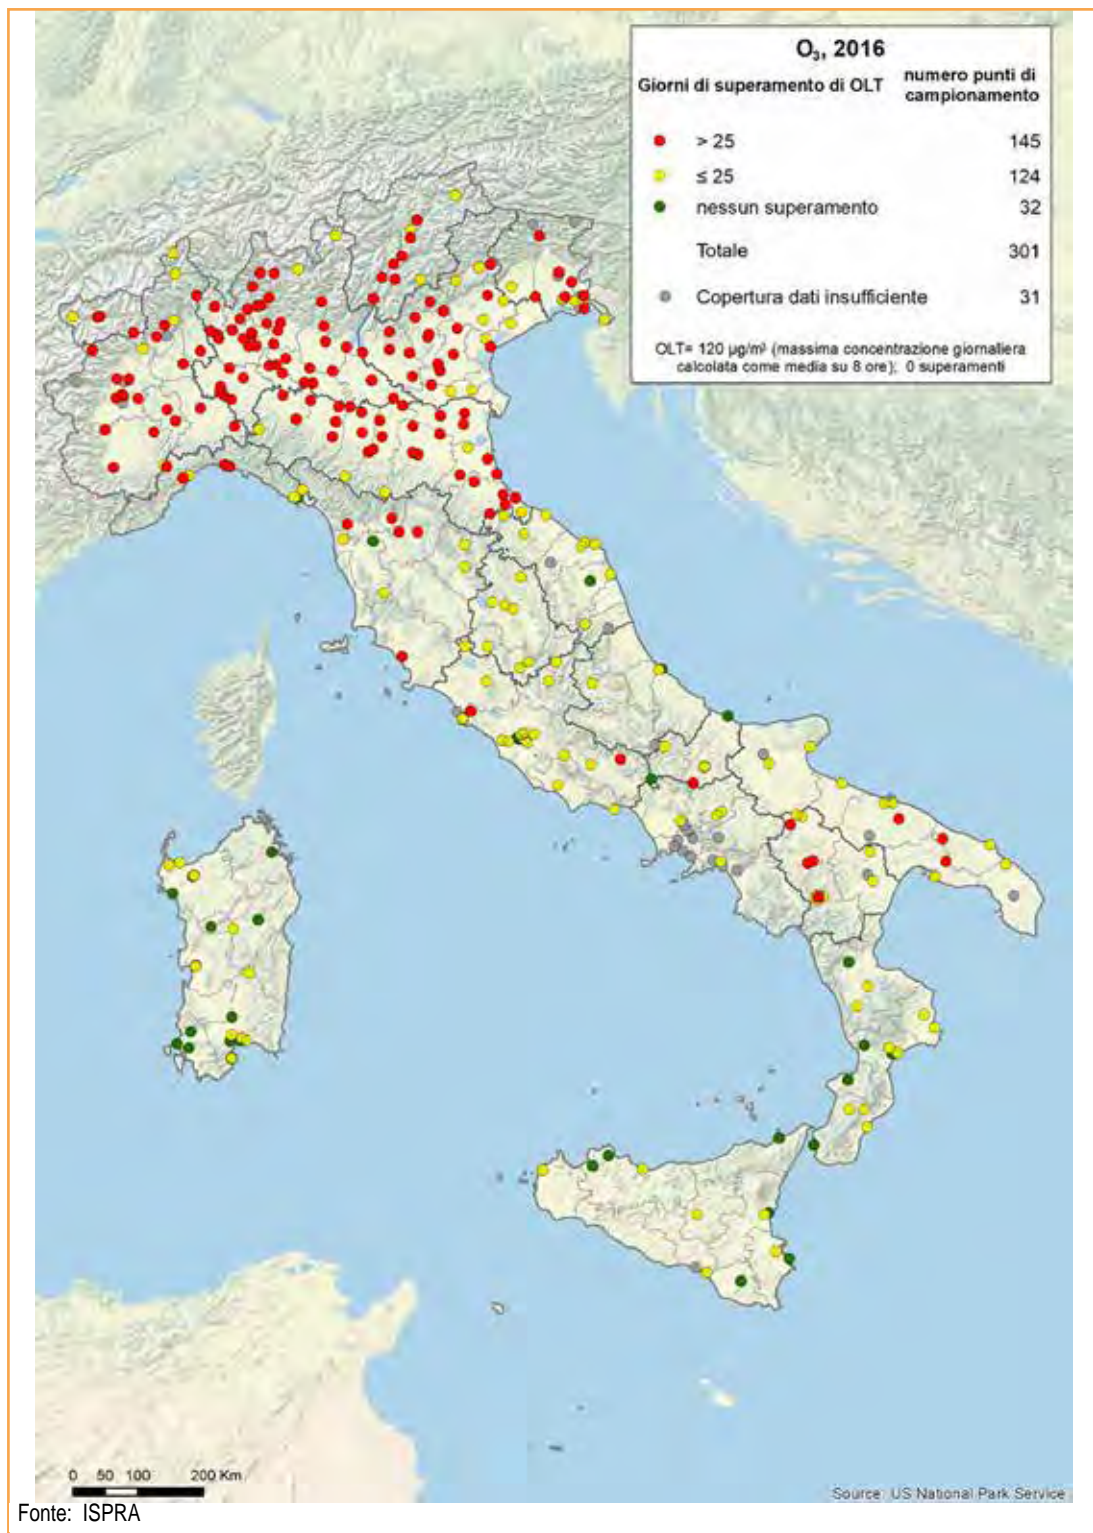 O₃, 2016
Giorni di superamento di OLT
numero punti di
campionamento
> 25 145
≤ 25 124
nessun superamento 32
Totale 301
Copertura dati insufficiente 31
OLT= 120 µg/m³ (massima concentrazione giornaliera
calcolata come media su 8 ore); 0 superamenti
0 50 100 200 Km
Source: US National Park Service
Fonte: ISPRA